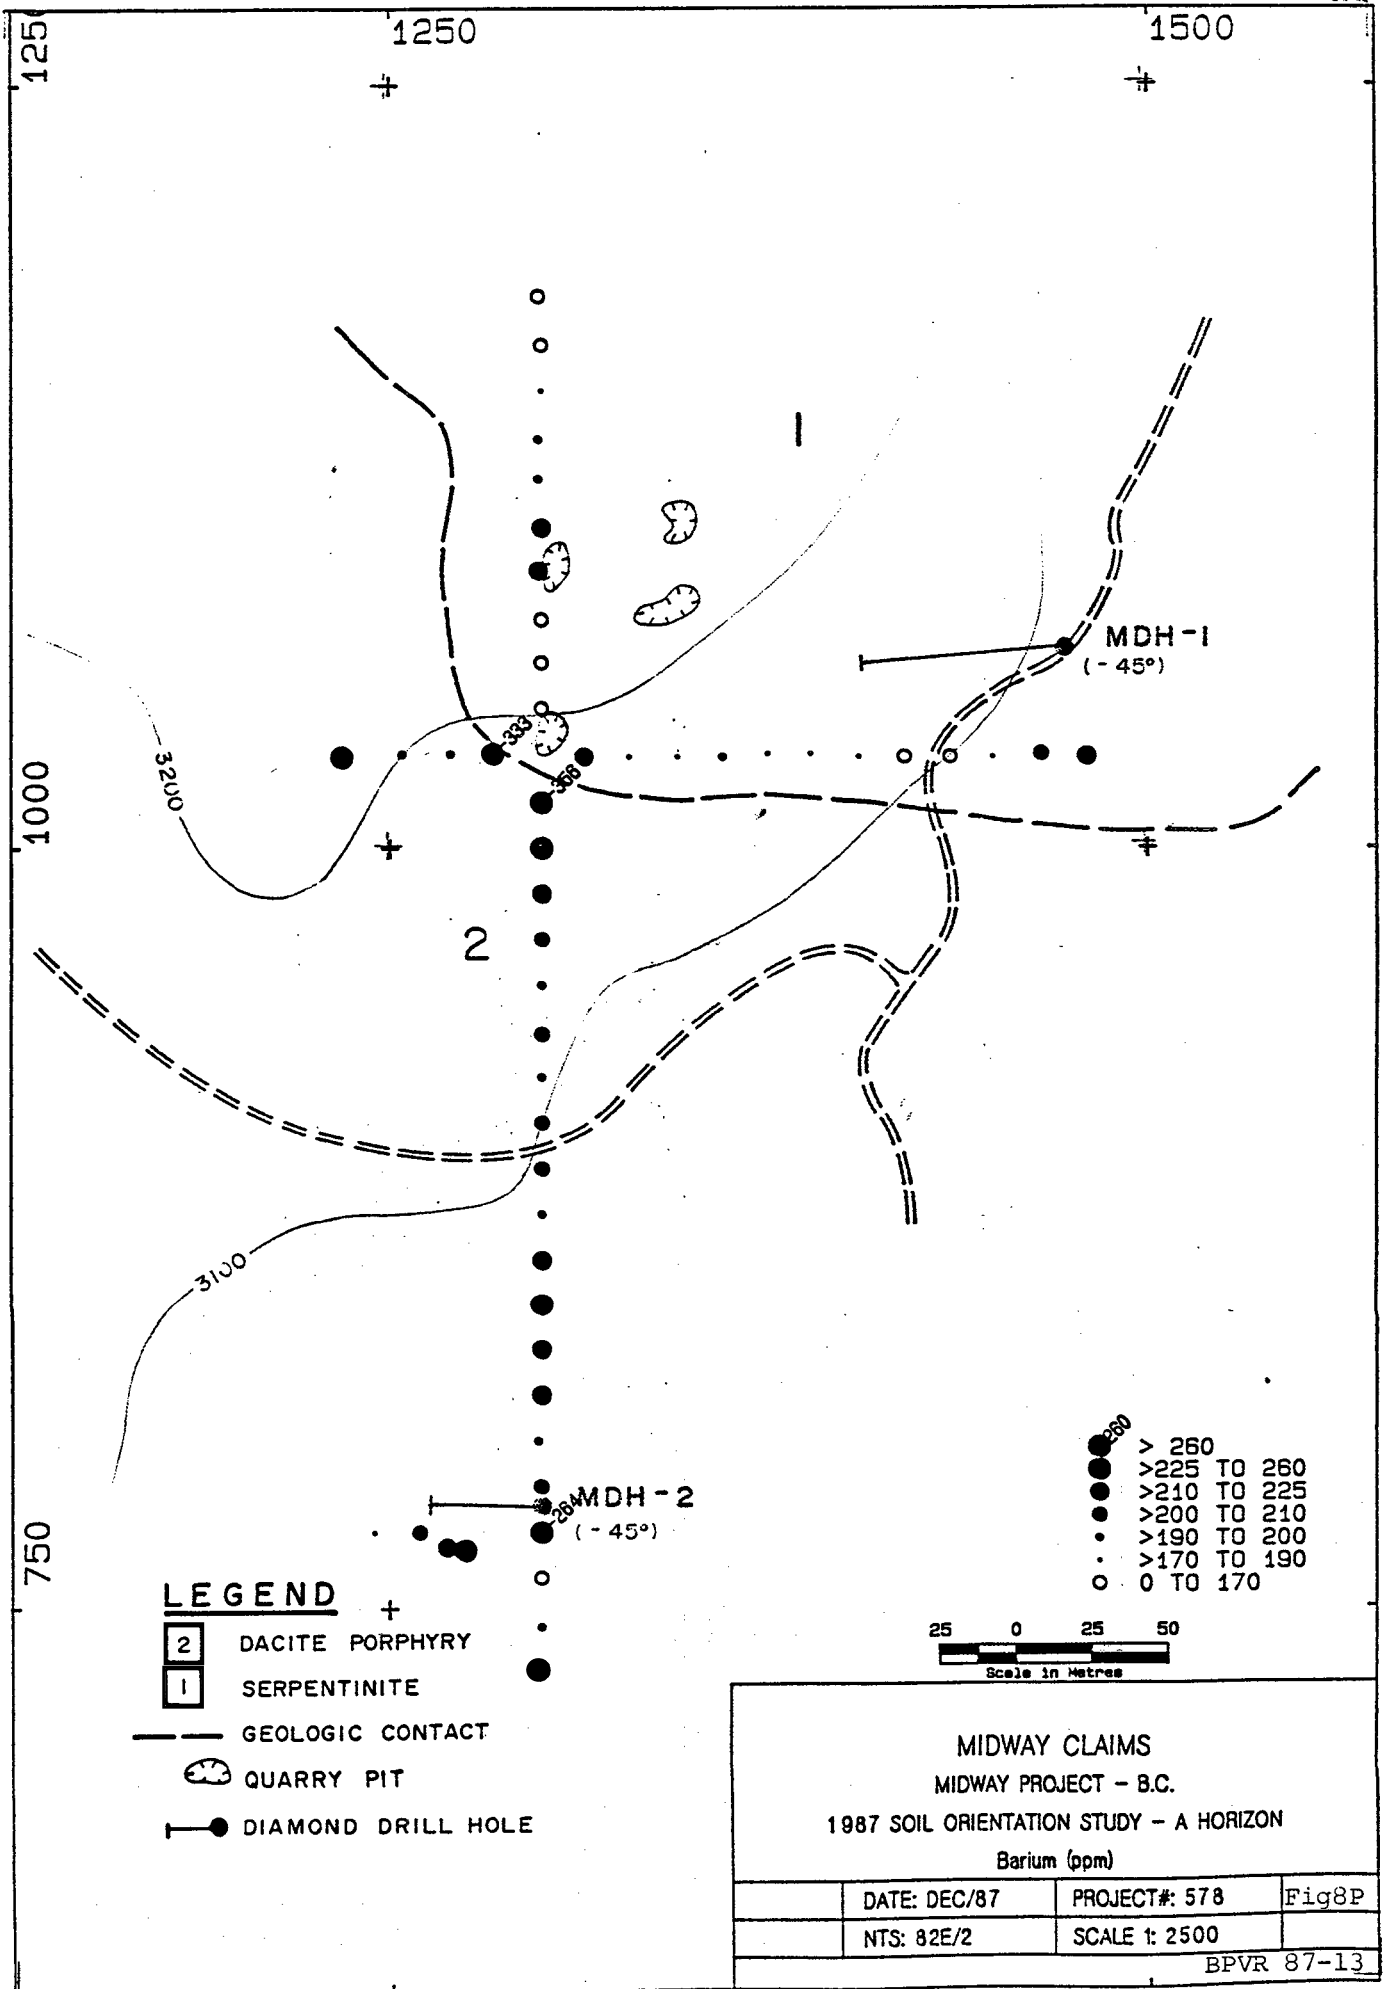 1250
1500
1250
1
MDH-1
(-45°)
-333
-356
3200
1000
2
3100
-264
MDH-2
(-45°)
750
260
> 260
>225 TO 260
>210 TO 225
>200 TO 210
>190 TO 200
>170 TO 190
0 TO 170
25 0 25 50
Scale in Metres
LEGEND
2 DACITE PORPHYRY
1 SERPENTINITE
GEOLOGIC CONTACT
QUARRY PIT
DIAMOND DRILL HOLE
MIDWAY CLAIMS
MIDWAY PROJECT - B.C.
1987 SOIL ORIENTATION STUDY - A HORIZON
Barium (ppm)
DATE: DEC/87 PROJECT#: 578 Fig8P
NTS: 82E/2 SCALE 1: 2500
BPVR 87-13